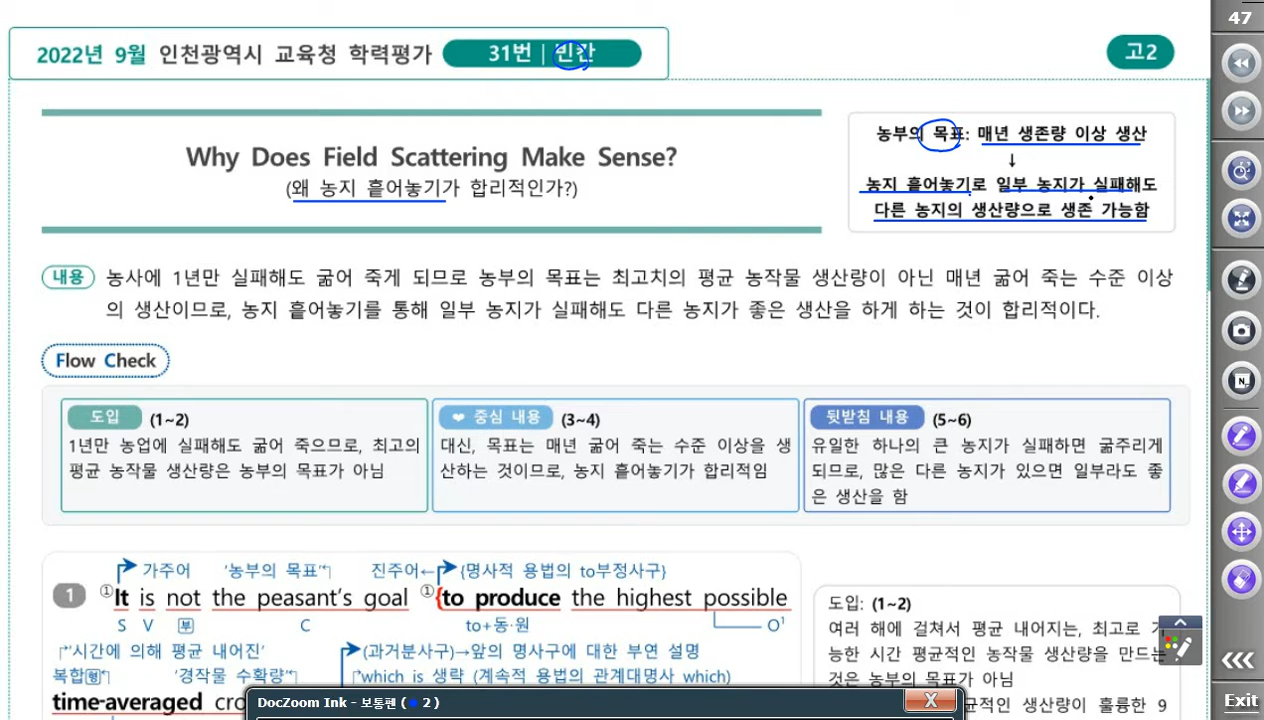 47
2022년 9월 인천광역시 교육청 학력평가 31번 | 빈칸
고2
Why Does Field Scattering Make Sense?
(왜 농지 흩어놓기가 합리적인가?)
농부의 목표: 매년 생존량 이상 생산
↓
농지 흩어놓기로 일부 농지가 실패해도
다른 농지의 생산량으로 생존 가능함
내용 농사에 1년만 실패해도 굶어 죽게 되므로 농부의 목표는 최고치의 평균 농작물 생산량이 아닌 매년 굶어 죽는 수준 이상
의 생산이므로, 농지 흩어놓기를 통해 일부 농지가 실패해도 다른 농지가 좋은 생산을 하게 하는 것이 합리적이다.
Flow Check
도입 (1~2)
1년만 농업에 실패해도 굶어 죽으므로, 최고의
평균 농작물 생산량은 농부의 목표가 아님
❤ 중심 내용 (3~4)
대신, 목표는 매년 굶어 죽는 수준 이상을 생
산하는 것이므로, 농지 흩어놓기가 합리적임
뒷받침 내용 (5~6)
유일한 하나의 큰 농지가 실패하면 굶주리게
되므로, 많은 다른 농지가 있으면 일부라도 좋
은 생산을 함
가주어 '농부의 목표' 진주어← {명사적 용법의 to부정사구}
1 ①It is not the peasant's goal ①{to produce the highest possible
S V 부 C to+동·원 O¹
'시간에 의해 평균 내어진' (과거분사구)→앞의 명사구에 대한 부연 설명
복합형 '경작물 수확량' which is 생략 (계속적 용법의 관계대명사 which)
time-averaged cro
도입: (1~2)
여러 해에 걸쳐서 평균 내어지는, 최고로 가
능한 시간 평균적인 농작물 생산량을 만드는
것은 농부의 목표가 아님
균적인 생산량이 훌륭한 9
DocZoom Ink - 보통펜 ( 2 )
X
N
Exit